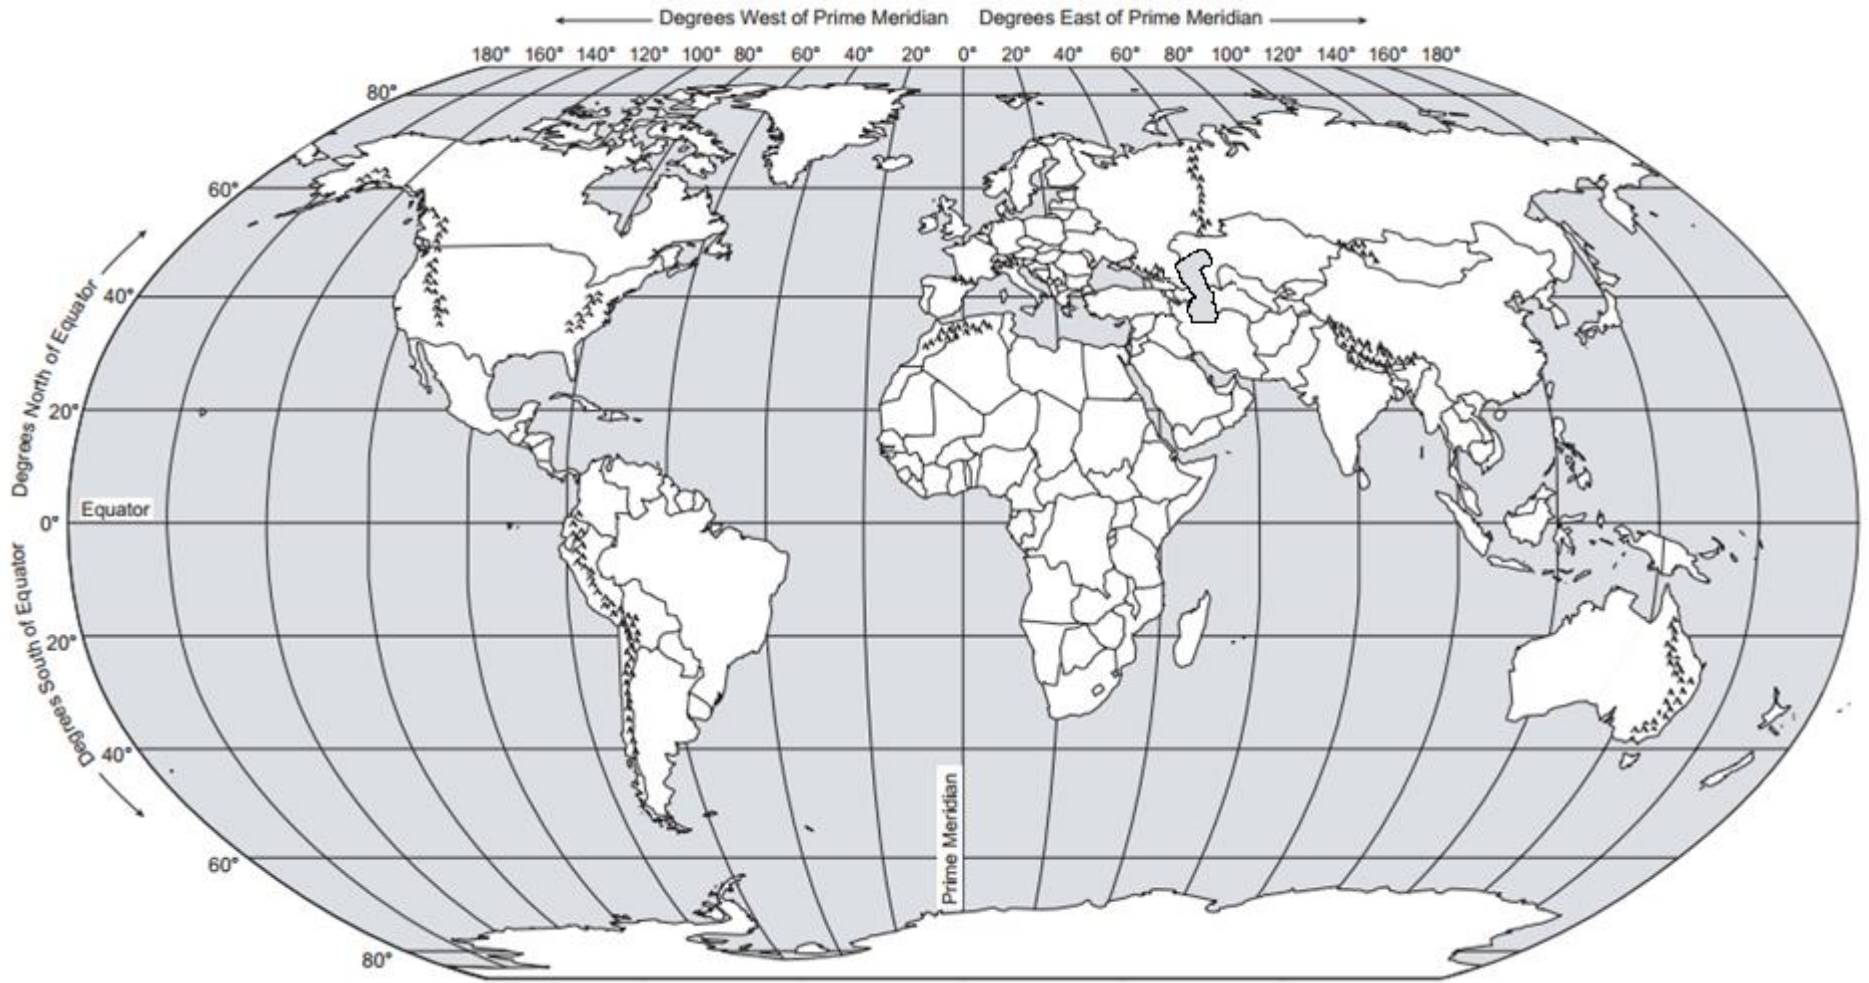 Degrees West of Prime Meridian Degrees East of Prime Meridian
180° 160° 140° 120° 100° 80° 60° 40° 20° 0° 20° 40° 60° 80° 100° 120° 140° 160° 180°
80°
60°
40°
20°
0°
20°
40°
60°
80°
Degrees North of Equator
Degrees South of Equator
Equator
Prime Meridian